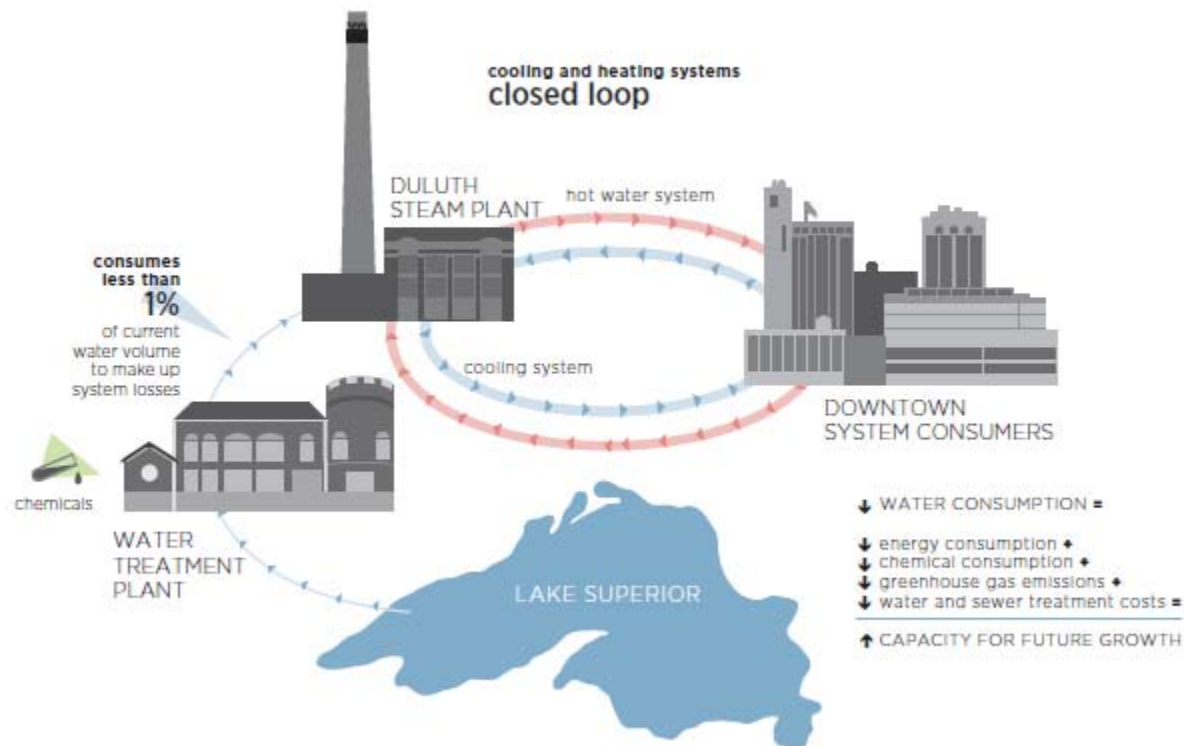 cooling and heating systems
closed loop
DULUTH
STEAM PLANT
hot water system
consumes
less than
1%
of current
water volume
to make up
system losses
cooling system
DOWNTOWN
SYSTEM CONSUMERS
chemicals
WATER
TREATMENT
PLANT
LAKE SUPERIOR
↓ WATER CONSUMPTION =
↓ energy consumption +
↓ chemical consumption +
↓ greenhouse gas emissions +
↓ water and sewer treatment costs =
↑ CAPACITY FOR FUTURE GROWTH